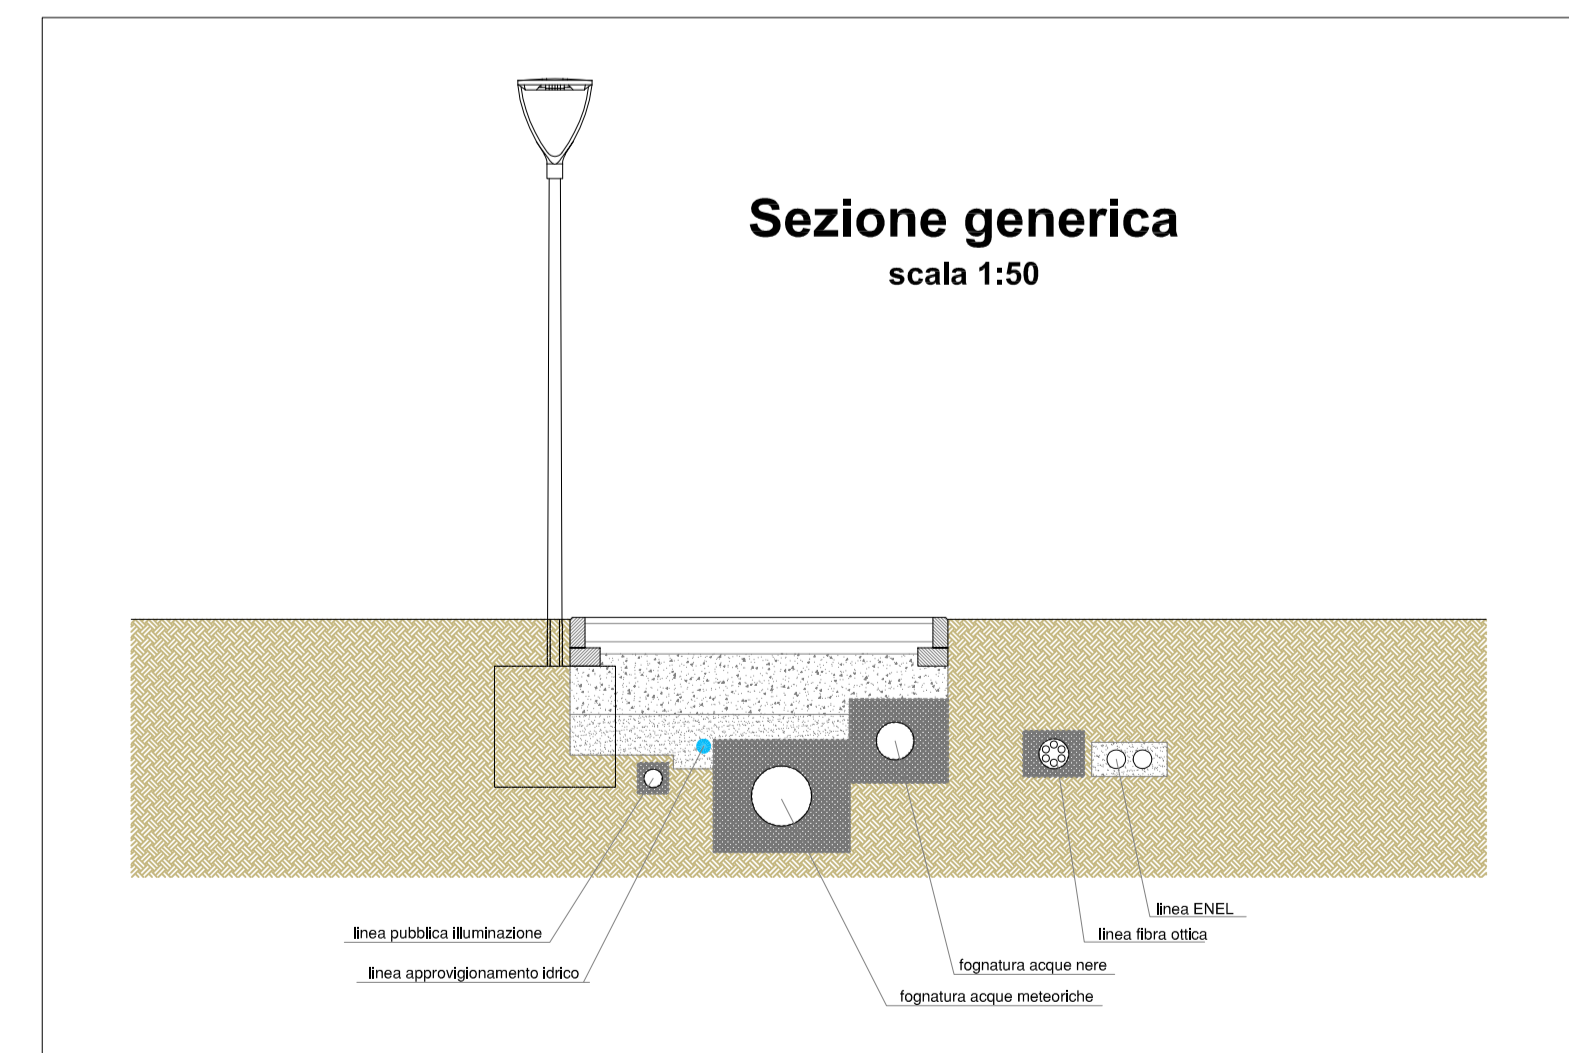 Sezione generica
scala 1:50
linea pubblica illuminazione
linea approvigionamento idrico
linea ENEL
linea fibra ottica
fognatura acque nere
fognatura acque meteoriche